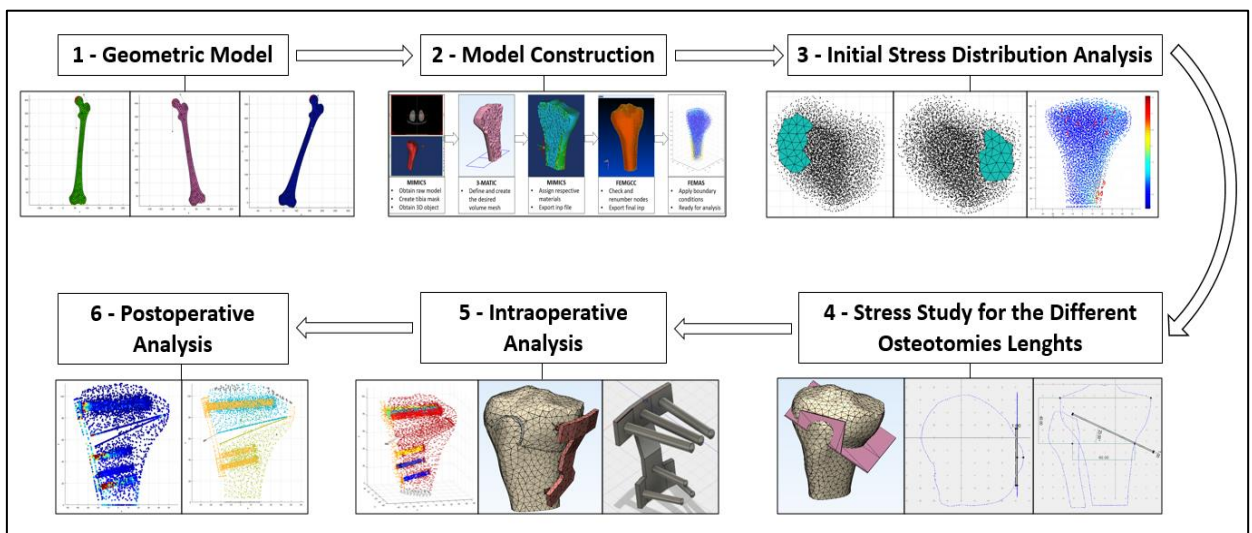 1 - Geometric Model
2 - Model Construction
3 - Initial Stress Distribution Analysis
MIMICS
• Obtain raw model
• Create tibia mask
• Obtain 3D object
3-MATIC
• Define and create
the desired
volume mesh
MIMICS
• Assign respective
materials
• Export inp file
FEMGCC
• Check and
renumber nodes
• Export final inp
FEMAS
• Apply boundary
conditions
• Ready for analysis
6 - Postoperative
Analysis
5 - Intraoperative
Analysis
4 - Stress Study for the Different
Osteotomies Lenghts